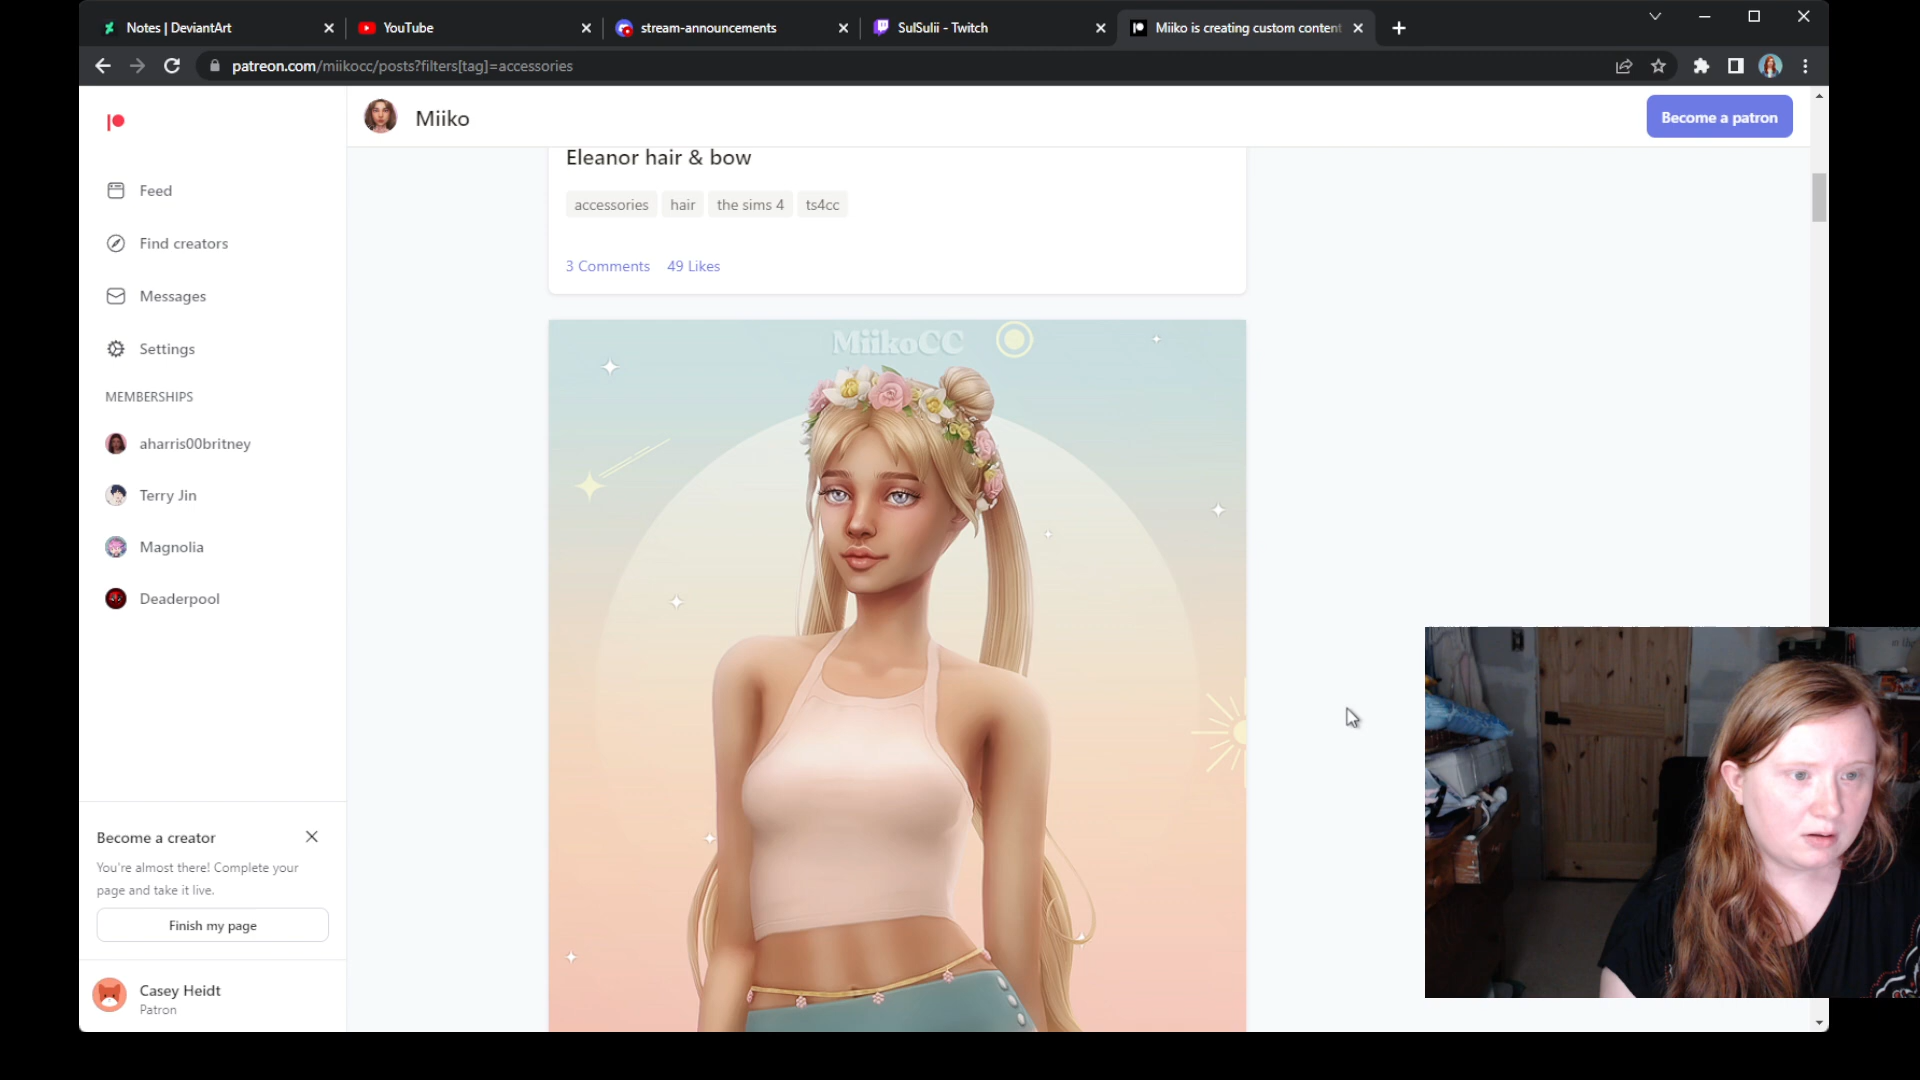 Notes | DeviantArt
YouTube
stream-announcements
SulSulii - Twitch
Miiko is creating custom content
patreon.com/miikocc/posts?filters[tag]=accessories
Miiko
Become a patron
Feed
Find creators
Messages
Settings
MEMBERSHIPS
aharris00britney
Terry Jin
Magnolia
Deaderpool
Become a creator
You're almost there! Complete your
page and take it live.
Finish my page
Casey Heidt
Patron
Eleanor hair & bow
accessories hair the sims 4 ts4cc
3 Comments 49 Likes
MiikoCC